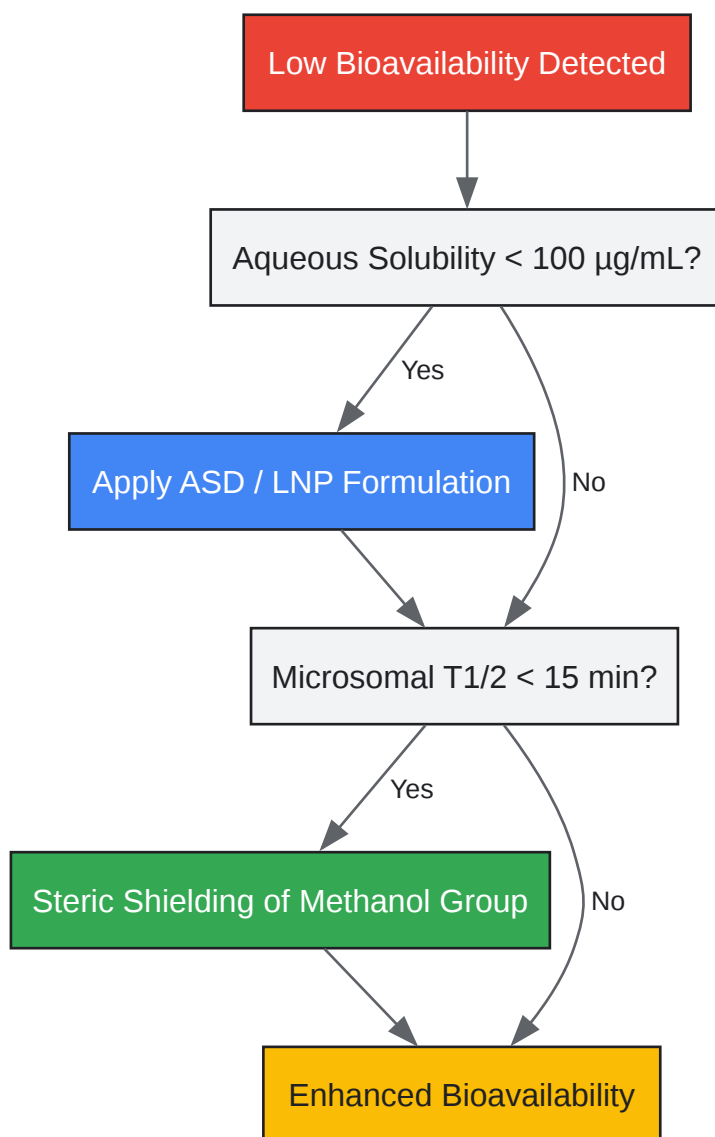 Low Bioavailability Detected
Aqueous Solubility < 100 µg/mL?
Yes
Apply ASD / LNP Formulation
No
Microsomal T1/2 < 15 min?
Yes
Steric Shielding of Methanol Group
No
Enhanced Bioavailability